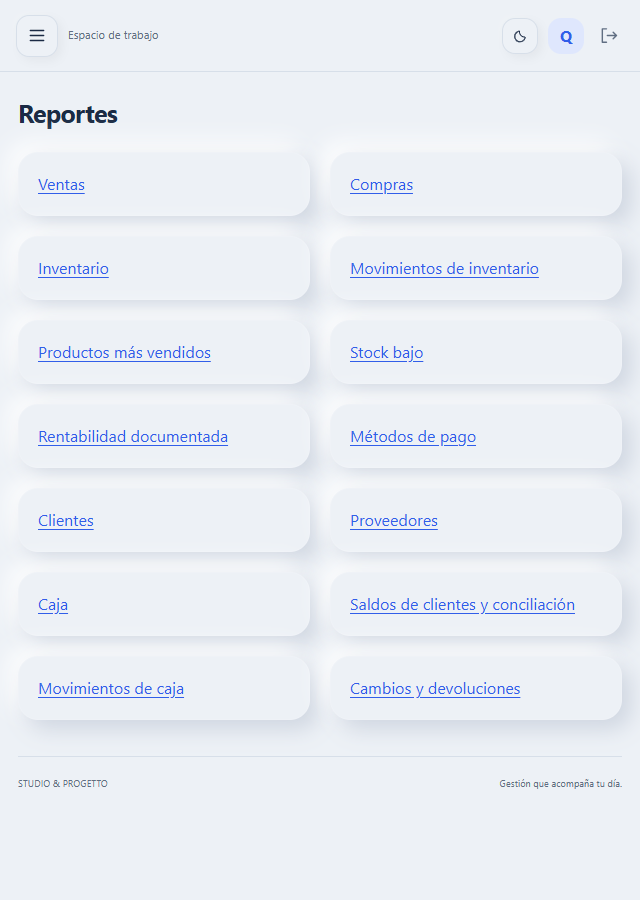 Espacio de trabajo
Q
Reportes
Ventas
Compras
Inventario
Movimientos de inventario
Productos más vendidos
Stock bajo
Rentabilidad documentada
Métodos de pago
Clientes
Proveedores
Caja
Saldos de clientes y conciliación
Movimientos de caja
Cambios y devoluciones
STUDIO & PROGETTO
Gestión que acompaña tu día.